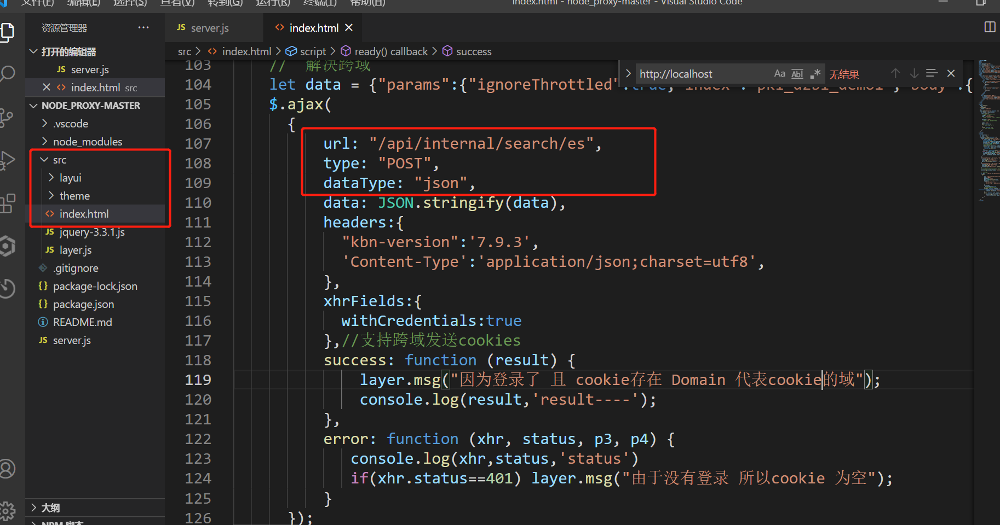 文件(F) 编辑(E) 选择(S) 查看(V) 转到(G) 运行(R) 终端(T) 帮助(H) index.html - node_proxy-master - Visual Studio Code
资源管理器 ···
JS server.js
<> index.html ×
打开的编辑器
JS server.js
× <> index.html src
NODE_PROXY-MASTER
> .vscode
> node_modules
src
> layui
> theme
<> index.html
JS jquery-3.3.1.js
JS layer.js
.gitignore
{} package-lock.json
{} package.json
README.md
JS server.js
> 大纲
> NPM 脚本
src > <> index.html > script > ready() callback > success
http://localhost Aa Abl .* 无结果
103 // 解决跨域
104 let data = {"params":{"ignoreThrottled":true,"index":"pki_dzbl_demo1","body":{
105 $.ajax(
106 {
107 url: "/api/internal/search/es",
108 type: "POST",
109 dataType: "json",
110 data: JSON.stringify(data),
111 headers:{
112 "kbn-version":'7.9.3',
113 'Content-Type':'application/json;charset=utf8',
114 },
115 xhrFields:{
116 withCredentials:true
117 },//支持跨域发送cookies
118 success: function (result) {
119 layer.msg("因为登录了 且 cookie存在 Domain 代表cookie的域");
120 console.log(result,'result----');
121 },
122 error: function (xhr, status, p3, p4) {
123 console.log(xhr,status,'status')
124 if(xhr.status==401) layer.msg("由于没有登录 所以cookie 为空");
125 }
126 });